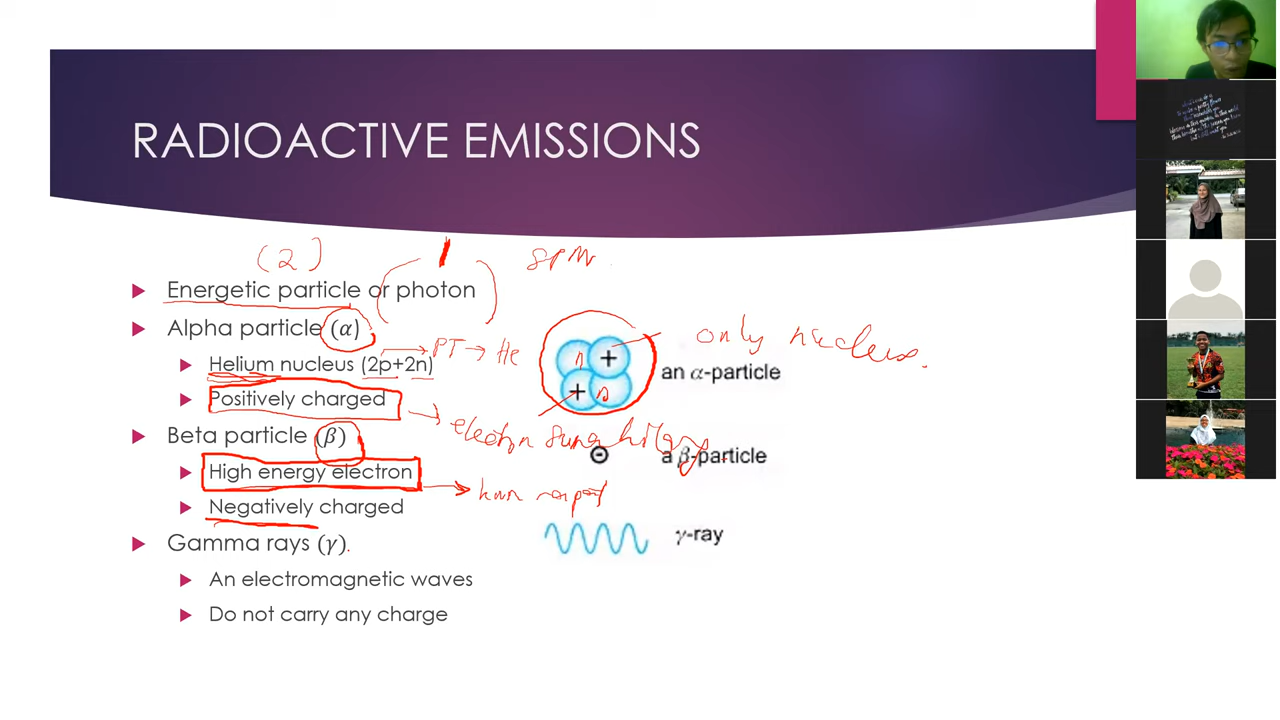 RADIOACTIVE EMISSIONS
(2)
SPM
Energetic particle or photon
Alpha particle (α)
only nucleus.
Helium nucleus (2p+2n)
PT → He
n
+
+
n
an α-particle
Positively charged
electron
Beta particle (β)
a β-particle
High energy electron
Negatively charged
Gamma rays (γ)
γ-ray
An electromagnetic waves
Do not carry any charge